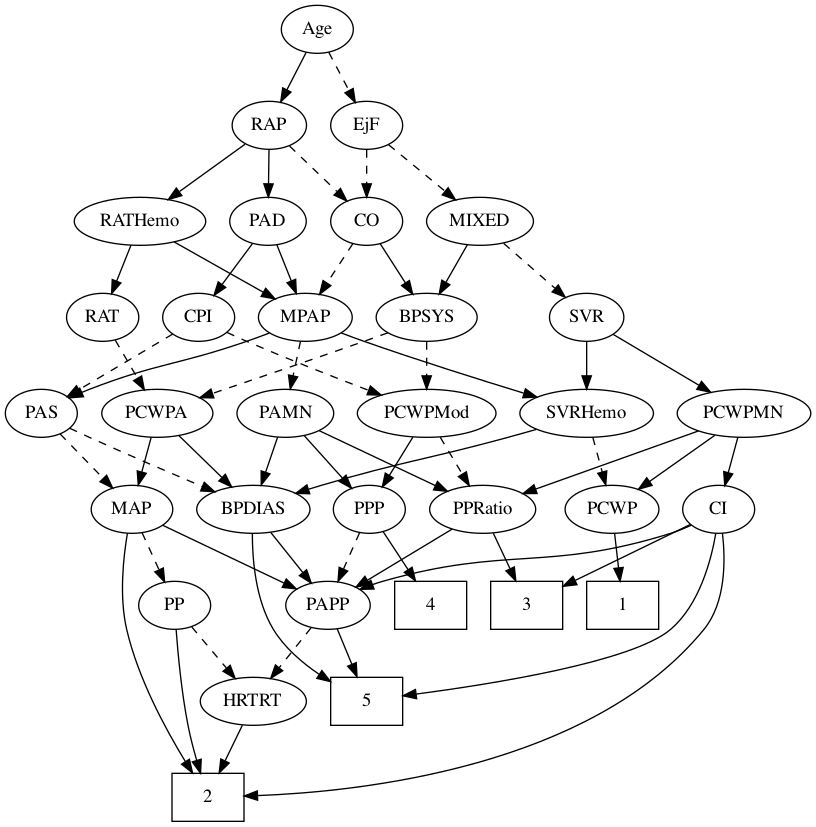 Age
RAP
EjF
RATHemo
PAD
CO
MIXED
RAT
CPI
MPAP
BPSYS
SVR
PAS
PCWPA
PAMN
PCWPMod
SVRHemo
PCWPMN
MAP
BPDIAS
PPP
PPRatio
PCWP
CI
PP
PAPP
4
3
1
HRTRT
5
2